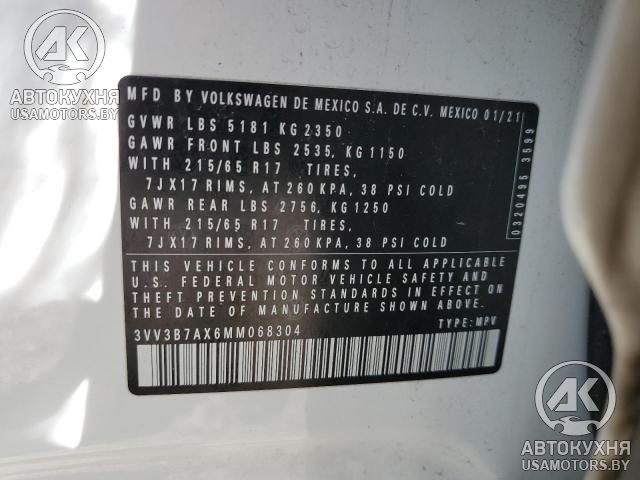 AK
АВТОКУХНЯ
USAMOTORS.BY
MFD BY VOLKSWAGEN DE MEXICO S.A. DE C.V. MEXICO 01/21
GVWR LBS 5181 KG 2350
GAWR FRONT LBS 2535, KG 1150
WITH 215/65 R17 TIRES,
7JX17 RIMS, AT 260 KPA, 38 PSI COLD
GAWR REAR LBS 2756, KG 1250
WITH 215/65 R17 TIRES,
7JX17 RIMS, AT 260 KPA, 38 PSI COLD
THIS VEHICLE CONFORMS TO ALL APPLICABLE
U.S. FEDERAL MOTOR VEHICLE SAFETY AND
THEFT PREVENTION STANDARDS IN EFFECT ON
THE DATE OF MANUFACTURE SHOWN ABOVE.
3VV3B7AX6MM068304 TYPE: MPV
0320495 3599
AK
АВТОКУХНЯ
USAMOTORS.BY